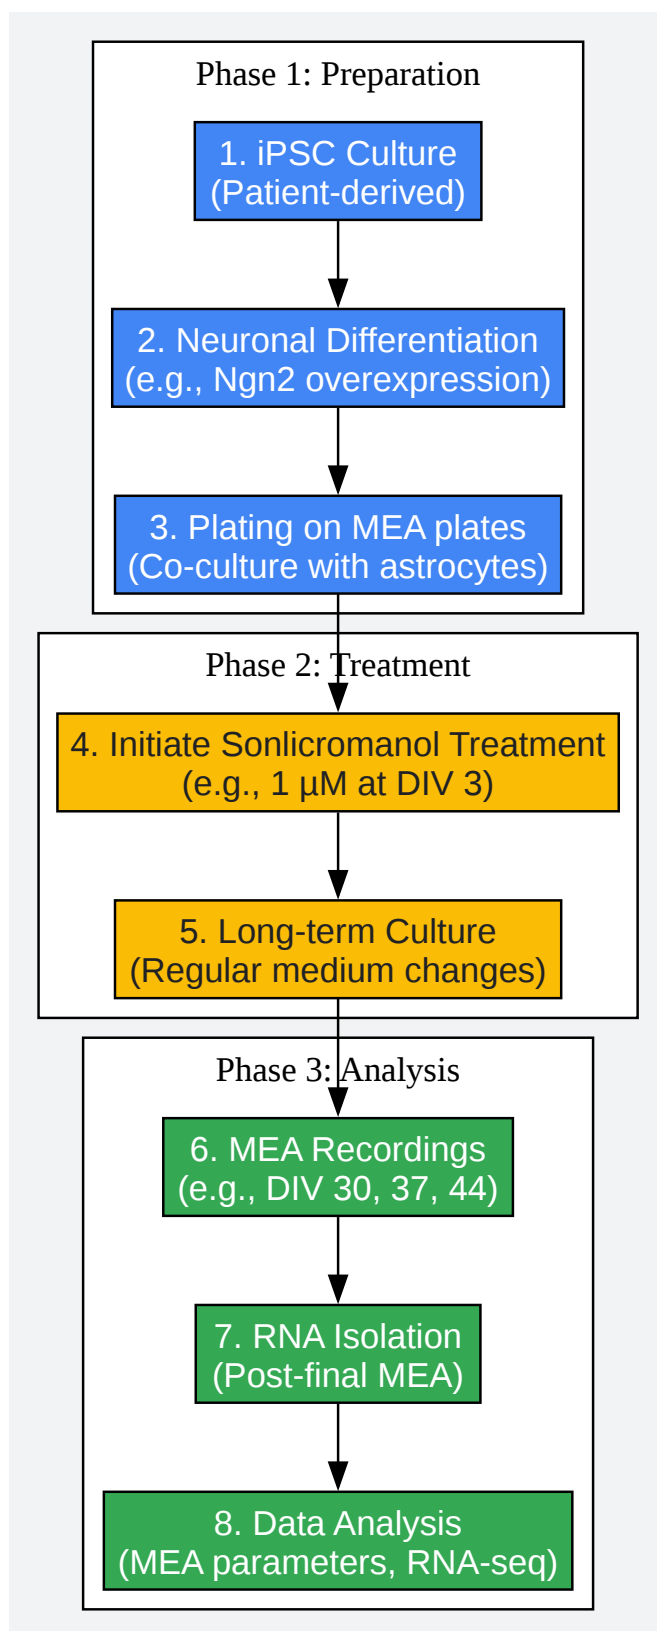 Phase 1: Preparation
1. iPSC Culture
(Patient-derived)
2. Neuronal Differentiation
(e.g., Ngn2 overexpression)
3. Plating on MEA plates
(Co-culture with astrocytes)
Phase 2: Treatment
4. Initiate Sonlicromanol Treatment
(e.g., 1 µM at DIV 3)
5. Long-term Culture
(Regular medium changes)
Phase 3: Analysis
6. MEA Recordings
(e.g., DIV 30, 37, 44)
7. RNA Isolation
(Post-final MEA)
8. Data Analysis
(MEA parameters, RNA-seq)